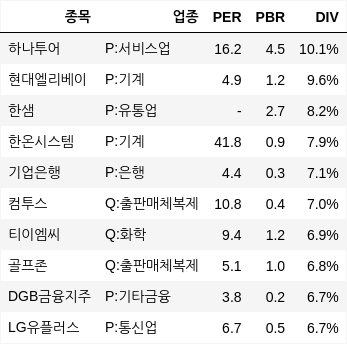 종목 업종 PER PBR DIV
하나투어 P:서비스업 16.2 4.5 10.1%
현대엘리베이 P:기계 4.9 1.2 9.6%
한샘 P:유통업 - 2.7 8.2%
한온시스템 P:기계 41.8 0.9 7.9%
기업은행 P:은행 4.4 0.3 7.1%
컴투스 Q:출판매체복제 10.8 0.4 7.0%
티이엠씨 Q:화학 9.4 1.2 6.9%
골프존 Q:출판매체복제 5.1 1.0 6.8%
DGB금융지주 P:기타금융 3.8 0.2 6.7%
LG유플러스 P:통신업 6.7 0.5 6.7%